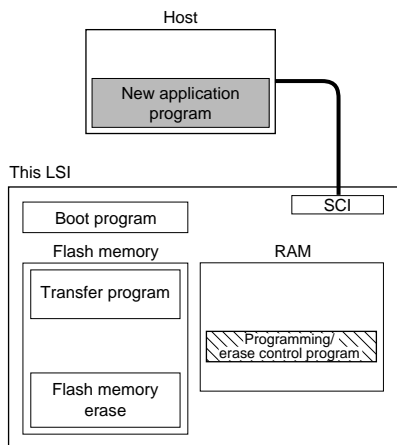 Host
New application
program
This LSI
SCI
Boot program
Flash memory
RAM
Transfer program
Programming/
erase control program
Flash memory
erase